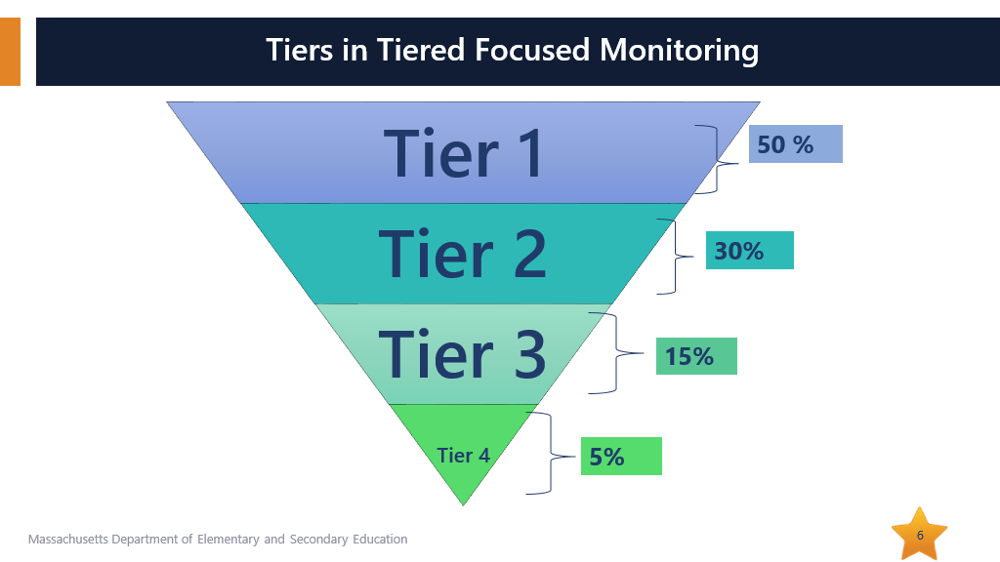 Tiers in Tiered Focused Monitoring
Tier 1
50 %
Tier 2
30%
Tier 3
15%
Tier 4
5%
Massachusetts Department of Elementary and Secondary Education
6